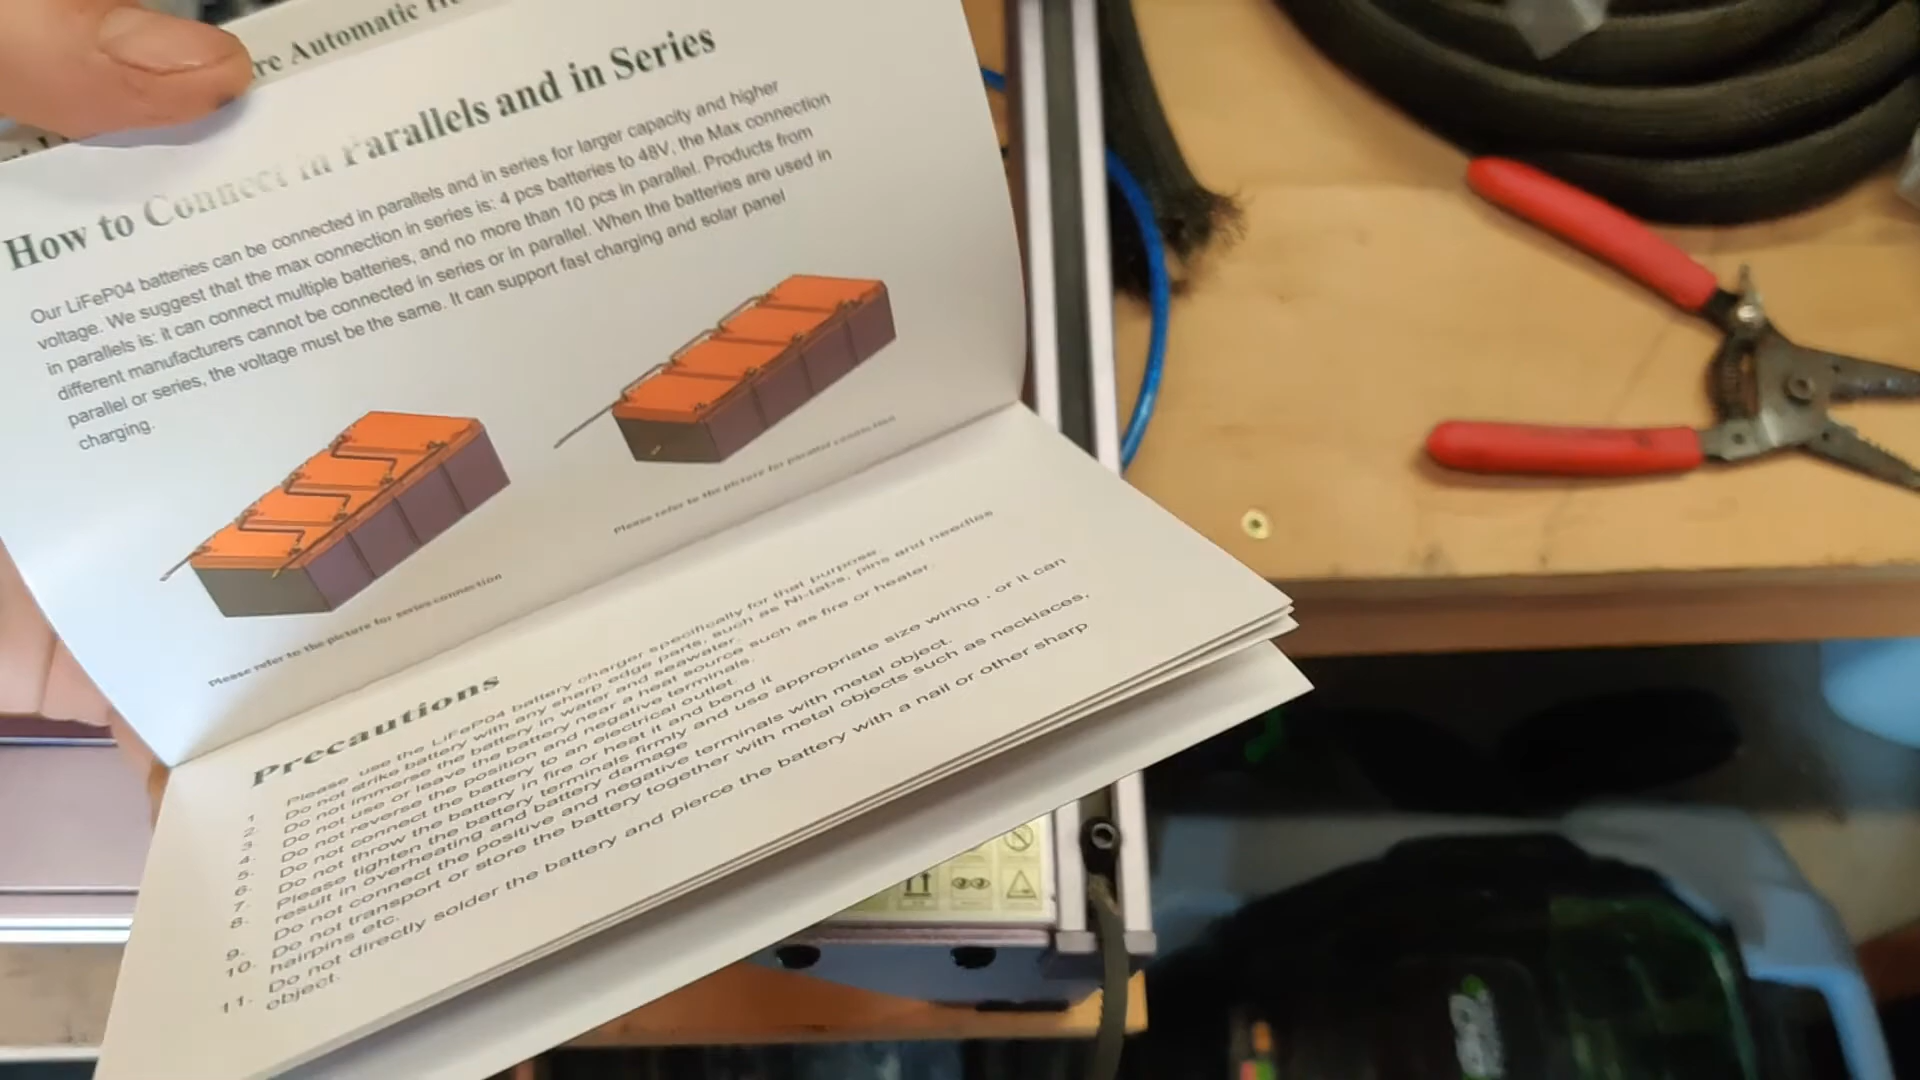 re Automatic
How to Connect in Parallels and in Series
Our LiFeP04 batteries can be connected in parallels and in series for larger capacity and higher
voltage. We suggest that the max connection in series is: 4 pcs batteries to 48V, the Max connection
in parallels is: it can connect multiple batteries, and no more than 10 pcs in parallel. Products from
different manufacturers cannot be connected in series or in parallel. When the batteries are used in
parallel or series, the voltage must be the same. It can support fast charging and solar panel
charging.
Please refer to the picture for series connection
Please refer to the picture for parallel connection
Precautions
1 Please use the LiFeP04 battery charger specifically for that purpose.
2. Do not strike battery with any sharp edge parts, such as Ni-tabs, pins and needles
3. Do not immerse the battery in water and seawater.
4. Do not use or leave the battery near a heat source such as fire or heater.
5. Do not reverse the position and negative terminals.
6. Do not connect the battery to an electrical outlet.
7. Do not throw the battery in fire or heat it and bend it
8. Please tighten the battery terminals firmly and use appropriate size wiring , or it can
result in overheating and battery damage
9. Do not connect the positive and negative terminals with metal object.
10. Do not transport or store the battery together with metal objects such as necklaces,
hairpins etc.
11. Do not directly solder the battery and pierce the battery with a nail or other sharp
object.